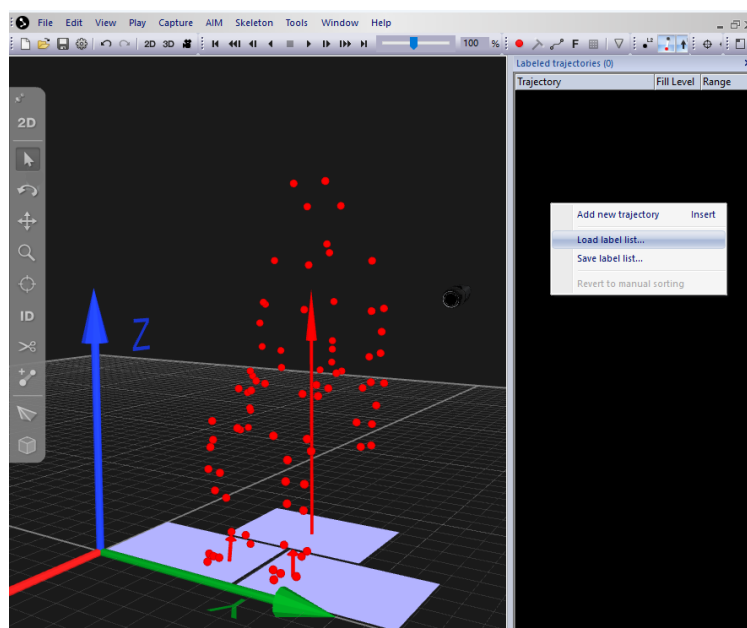 File Edit View Play Capture AIM Skeleton Tools Window Help
2D 3D 100 % F L?
Labeled trajectories (0)
Trajectory Fill Level Range
2D
Add new trajectory Insert
Load label list...
Save label list...
Revert to manual sorting
ID
Z
Y